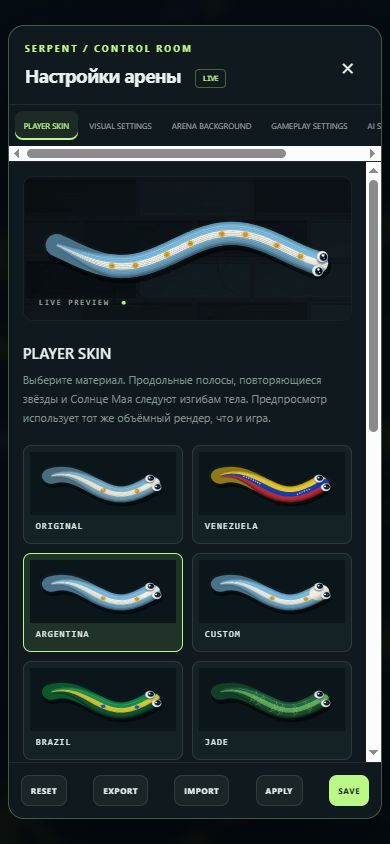 SERPENT / CONTROL ROOM
Настройки арены LIVE
PLAYER SKIN VISUAL SETTINGS ARENA BACKGROUND GAMEPLAY SETTINGS AI S
LIVE PREVIEW
PLAYER SKIN
Выберите материал. Продольные полосы, повторяющиеся
звёзды и Солнце Мая следуют изгибам тела. Предпросмотр
использует тот же объёмный рендер, что и игра.
ORIGINAL VENEZUELA
ARGENTINA CUSTOM
BRAZIL JADE
RESET EXPORT IMPORT APPLY SAVE